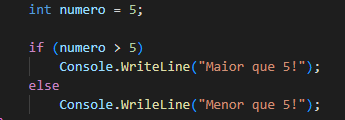 int numero = 5;
if (numero > 5)
Console.WriteLine("Maior que 5!");
else
Console.WrileLine("Menor que 5!");